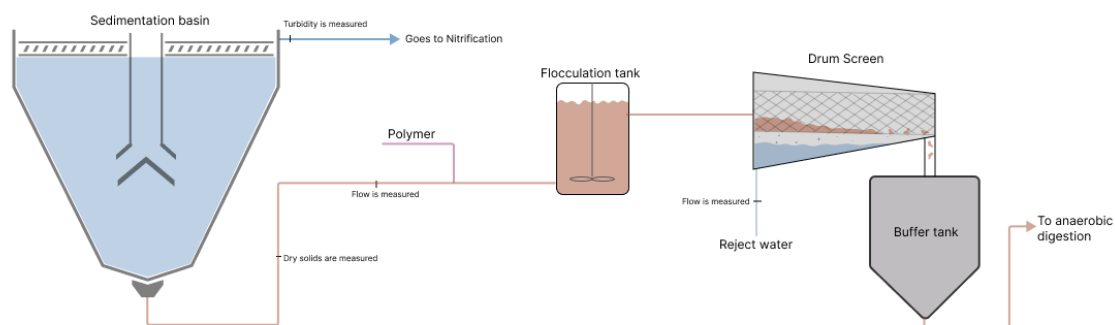 Sedimentation basin
Turbidity is measured
Goes to Nitrification
Drum Screen
Flocculation tank
Polymer
Flow is measured
Flow is measured
Reject water
Buffer tank
To anaerobic
digestion
Dry solids are measured